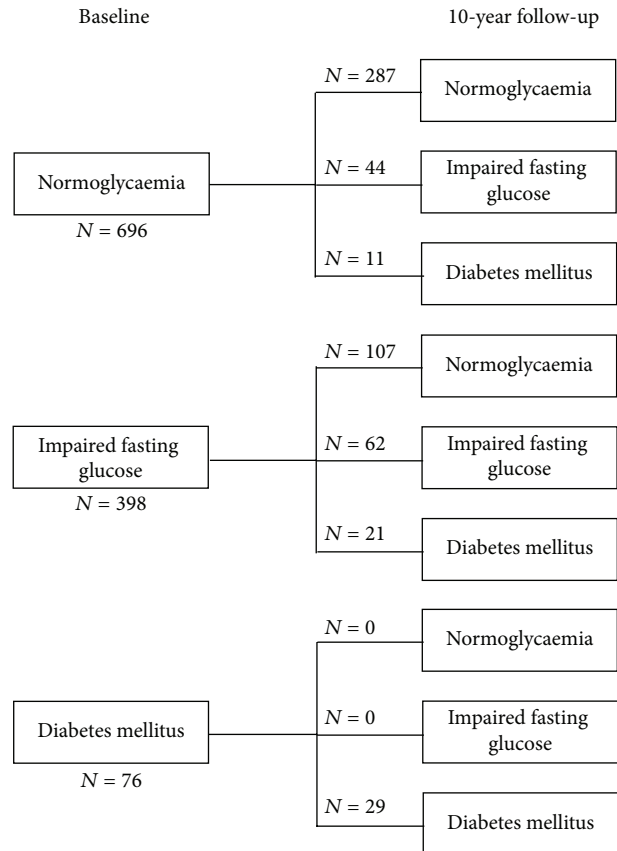 Baseline
10-year follow-up
N = 287
Normoglycaemia
Normoglycaemia
N = 696
N = 44
Impaired fasting
glucose
N = 11
Diabetes mellitus
N = 107
Normoglycaemia
Impaired fasting
glucose
N = 398
N = 62
Impaired fasting
glucose
N = 21
Diabetes mellitus
N = 0
Normoglycaemia
Diabetes mellitus
N = 76
N = 0
Impaired fasting
glucose
N = 29
Diabetes mellitus